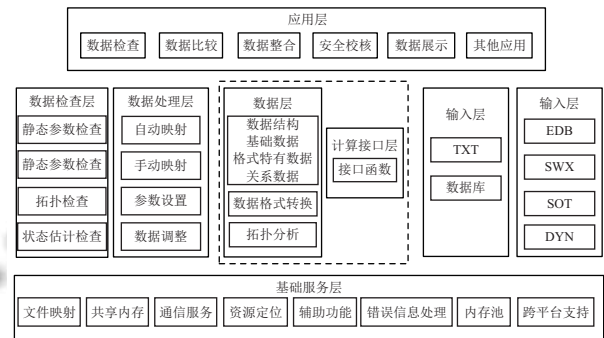 应用层
数据检查
数据比较
数据整合
安全校核
数据展示
其他应用
数据检查层
静态参数检查
静态参数检查
拓扑检查
状态估计检查
数据处理层
自动映射
手动映射
参数设置
数据调整
数据层
数据结构
基础数据
格式特有数据
关系数据
数据格式转换
拓扑分析
计算接口层
接口函数
输入层
TXT
数据库
输入层
EDB
SWX
SOT
DYN
基础服务层
文件映射
共享内存
通信服务
资源定位
辅助功能
错误信息处理
内存池
跨平台支持